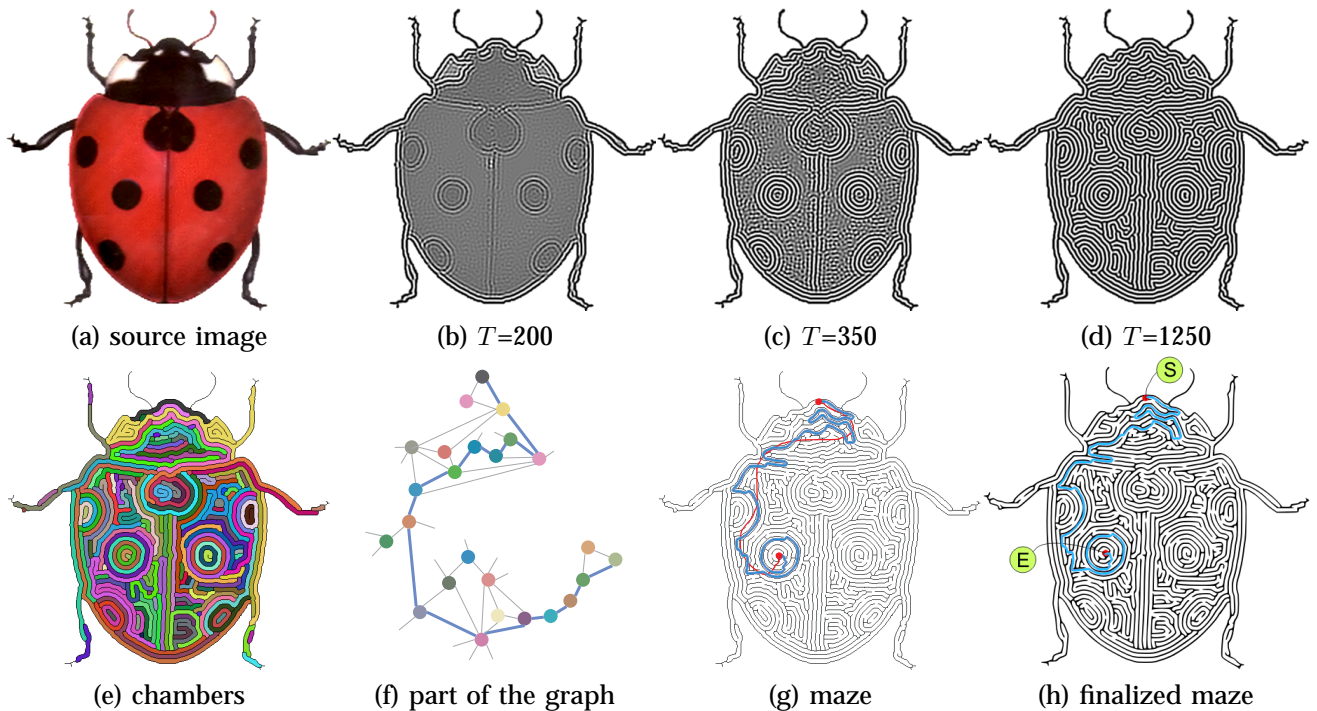 (a) source image
(b) T=200
(c) T=350
(d) T=1250
S
E
(e) chambers
(f) part of the graph
(g) maze
(h) finalized maze